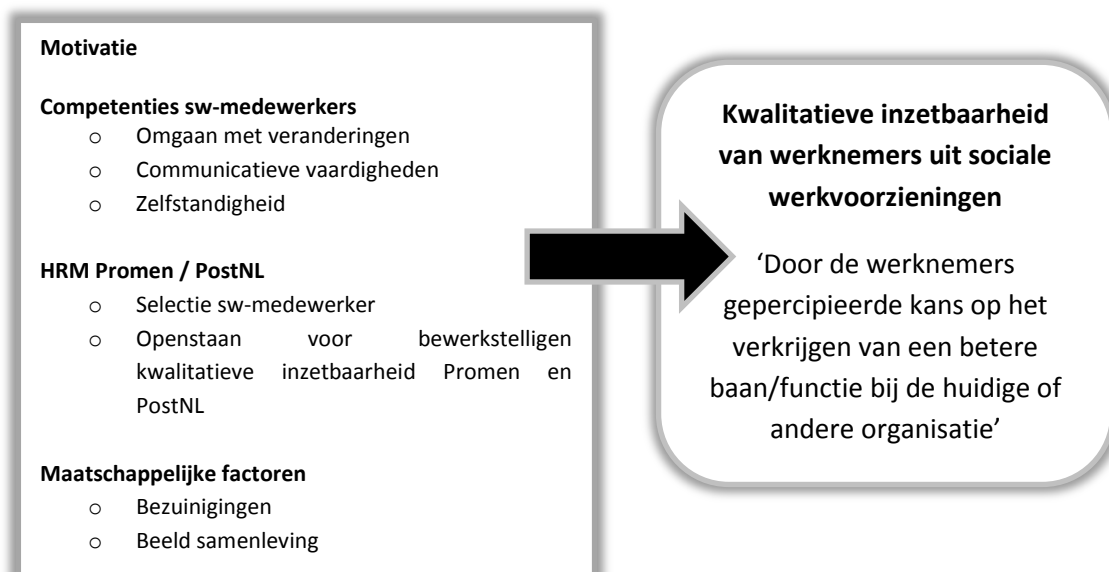 Motivatie
Competenties sw-medewerkers
o Omgaan met veranderingen
o Communicatieve vaardigheden
o Zelfstandigheid
HRM Promen / PostNL
o Selectie sw-medewerker
o Openstaan voor bewerkstelligen
kwalitatieve inzetbaarheid Promen en
PostNL
Maatschappelijke factoren
o Bezuinigingen
o Beeld samenleving
Kwalitatieve inzetbaarheid
van werknemers uit sociale
werkvoorzieningen
‘Door de werknemers
gepercipieerde kans op het
verkrijgen van een betere
baan/functie bij de huidige of
andere organisatie’